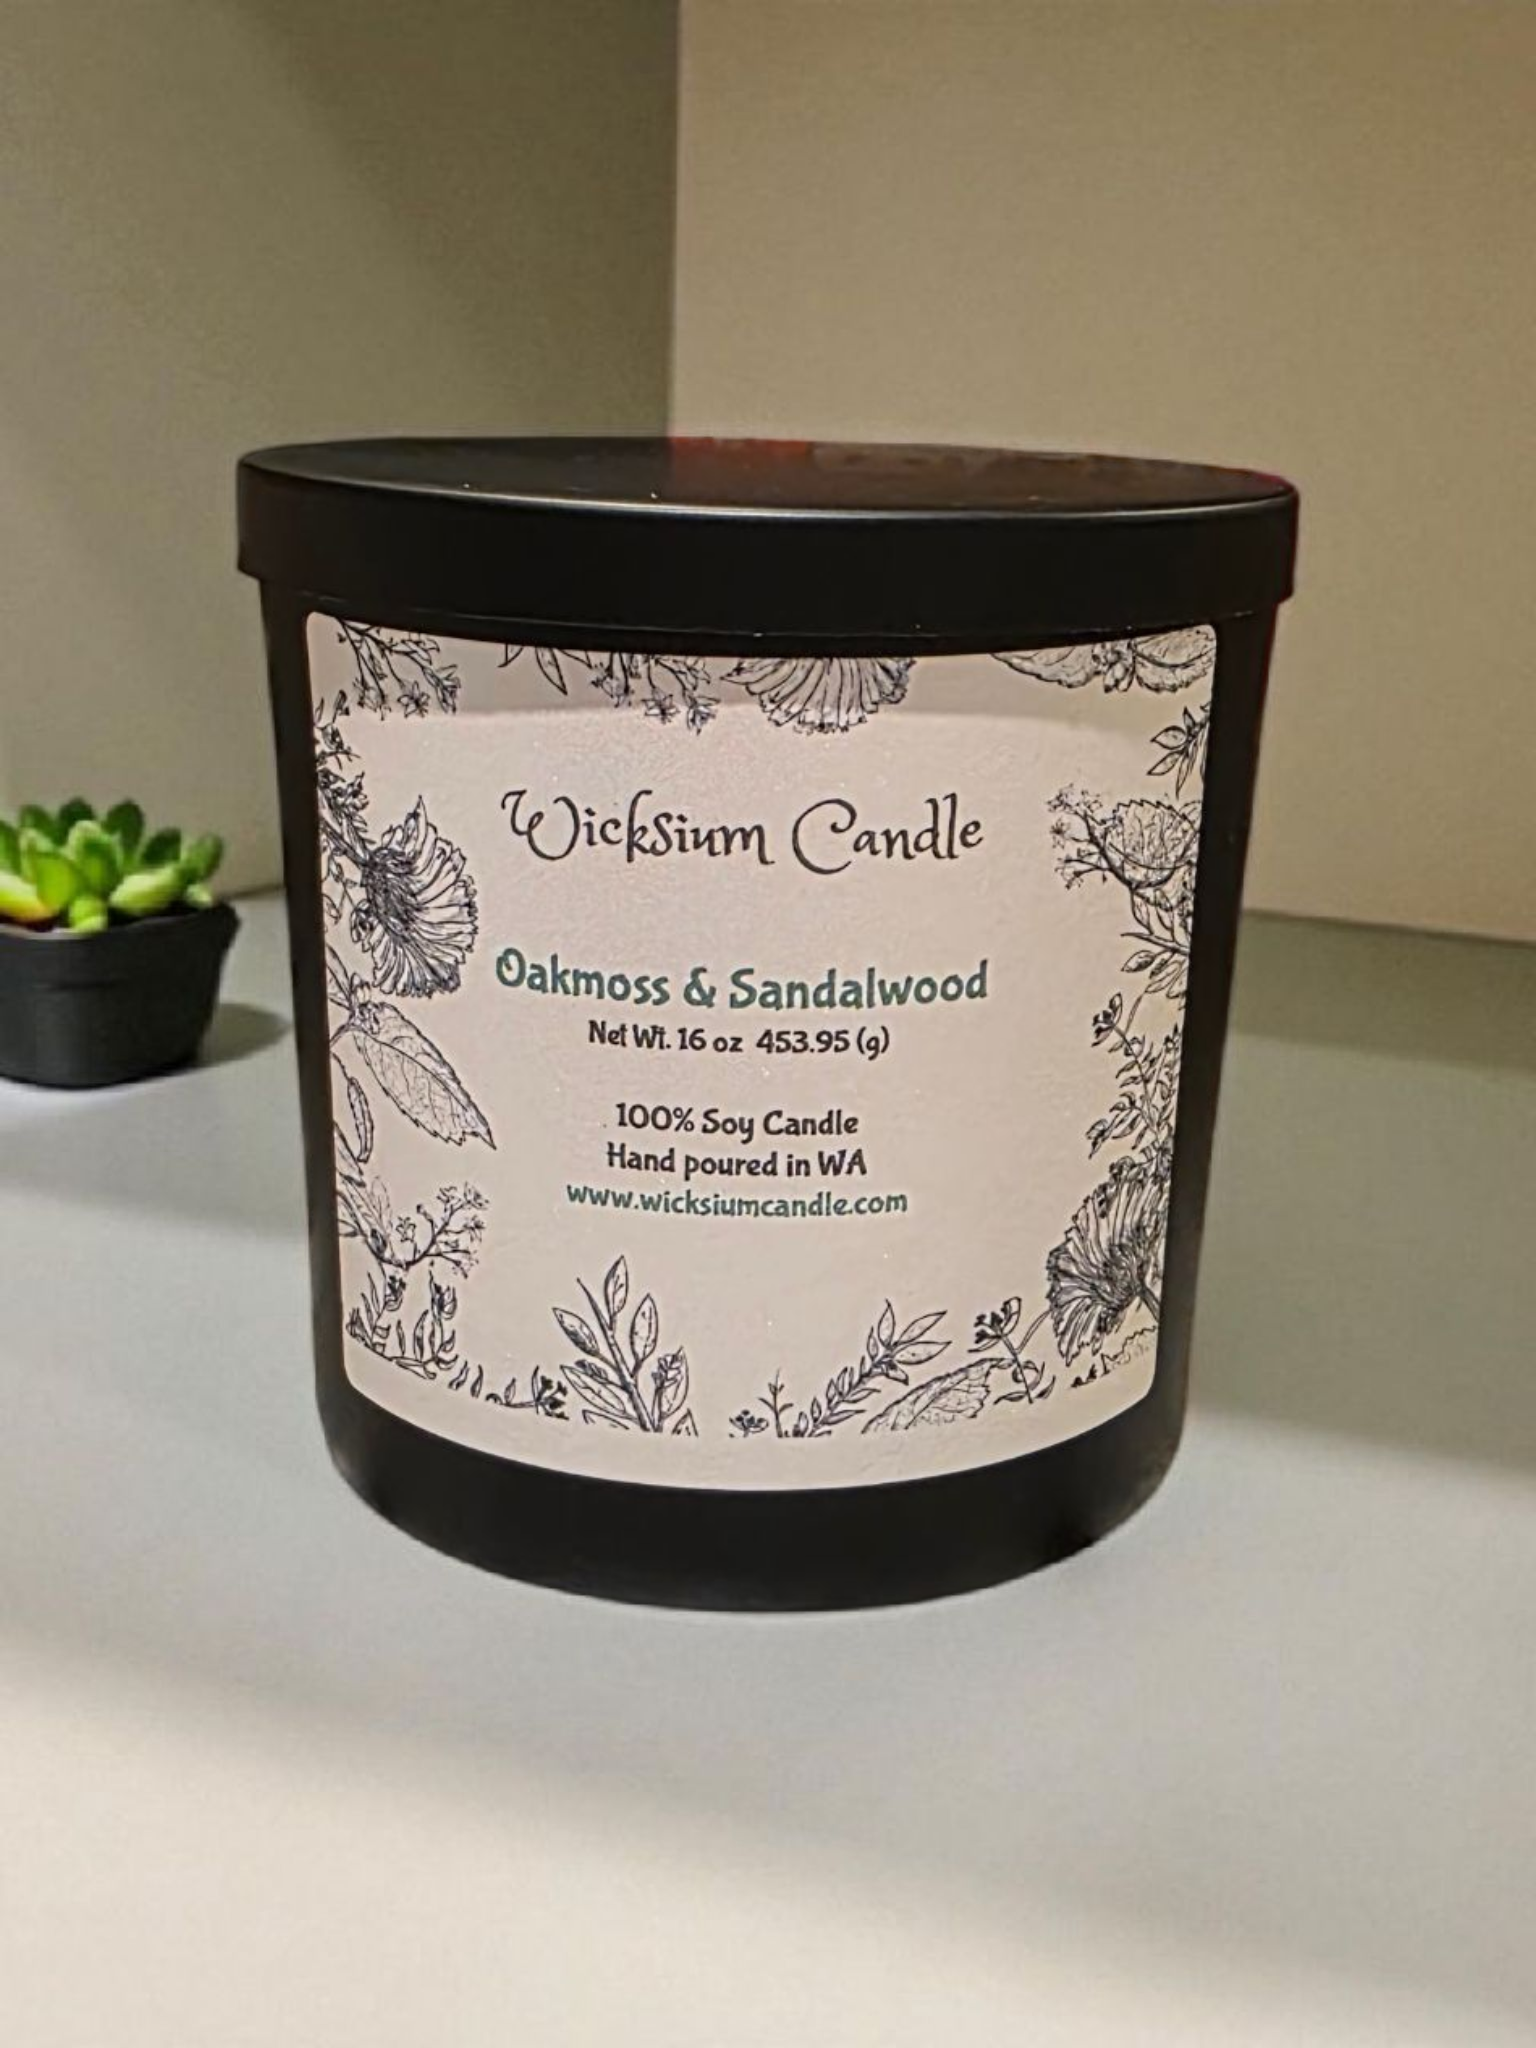 Wicksium Candle
Oakmoss & Sandalwood
Net Wt. 16 oz 453.95 (g)
100% Soy Candle
Hand poured in WA
www.wicksiumcandle.com